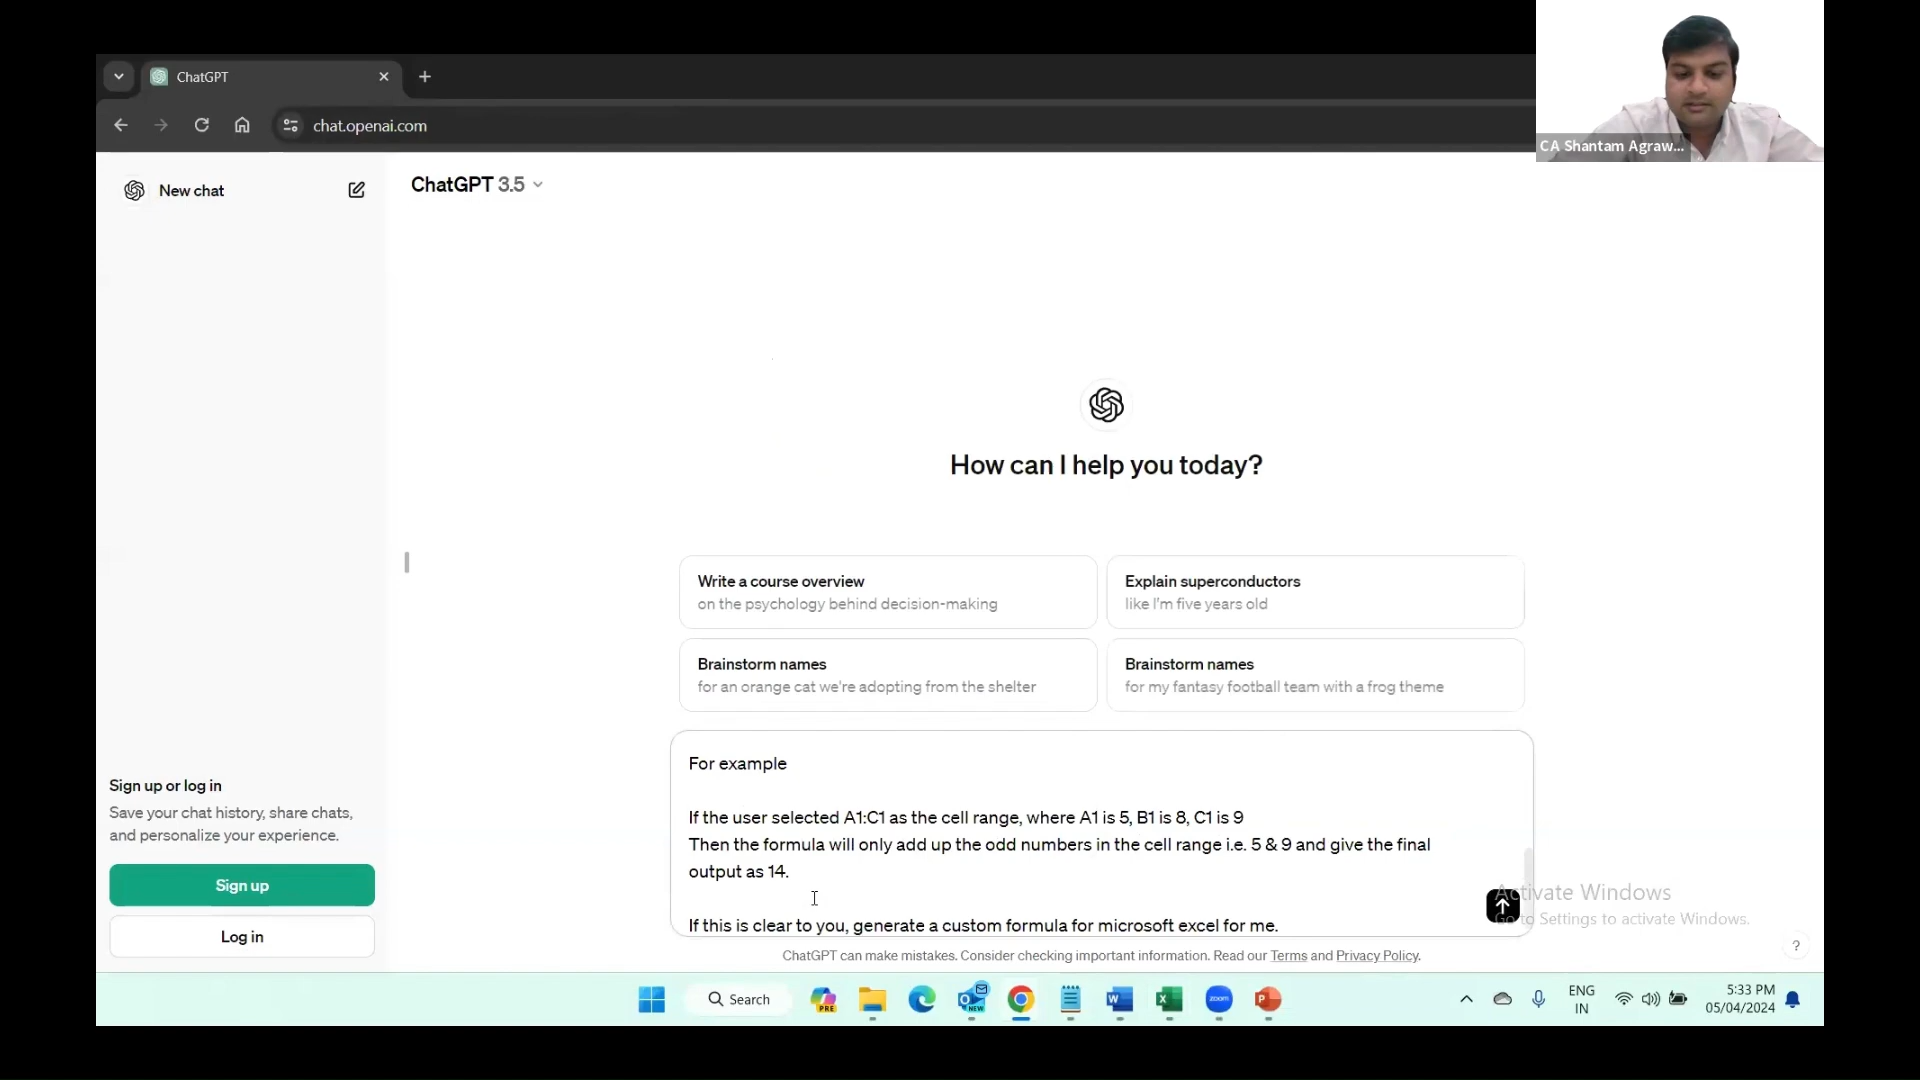 ChatGPT
chat.openai.com
CA Shantam Agraw...
New chat
ChatGPT 3.5
How can I help you today?
Write a course overview
on the psychology behind decision-making
Explain superconductors
like I'm five years old
Brainstorm names
for an orange cat we're adopting from the shelter
Brainstorm names
for my fantasy football team with a frog theme
For example
If the user selected A1:C1 as the cell range, where A1 is 5, B1 is 8, C1 is 9
Then the formula will only add up the odd numbers in the cell range i.e. 5 & 9 and give the final
output as 14.
If this is clear to you, generate a custom formula for microsoft excel for me.
Sign up or log in
Save your chat history, share chats,
and personalize your experience.
Sign up
Log in
Activate Windows
Go to Settings to activate Windows.
ChatGPT can make mistakes. Consider checking important information. Read our Terms and Privacy Policy.
?
Search
PRE
NEW
W
X
zoom
P
ENG
IN
5:33 PM
05/04/2024